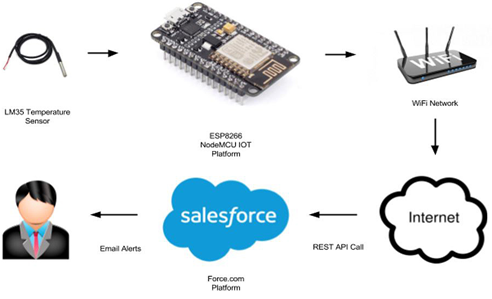 LM35 Temperature
Sensor
ESP8266
NodeMCU IOT
Platform
WiFi
WiFi Network
Internet
REST API Call
salesforce
Force.com
Platform
Email Alerts